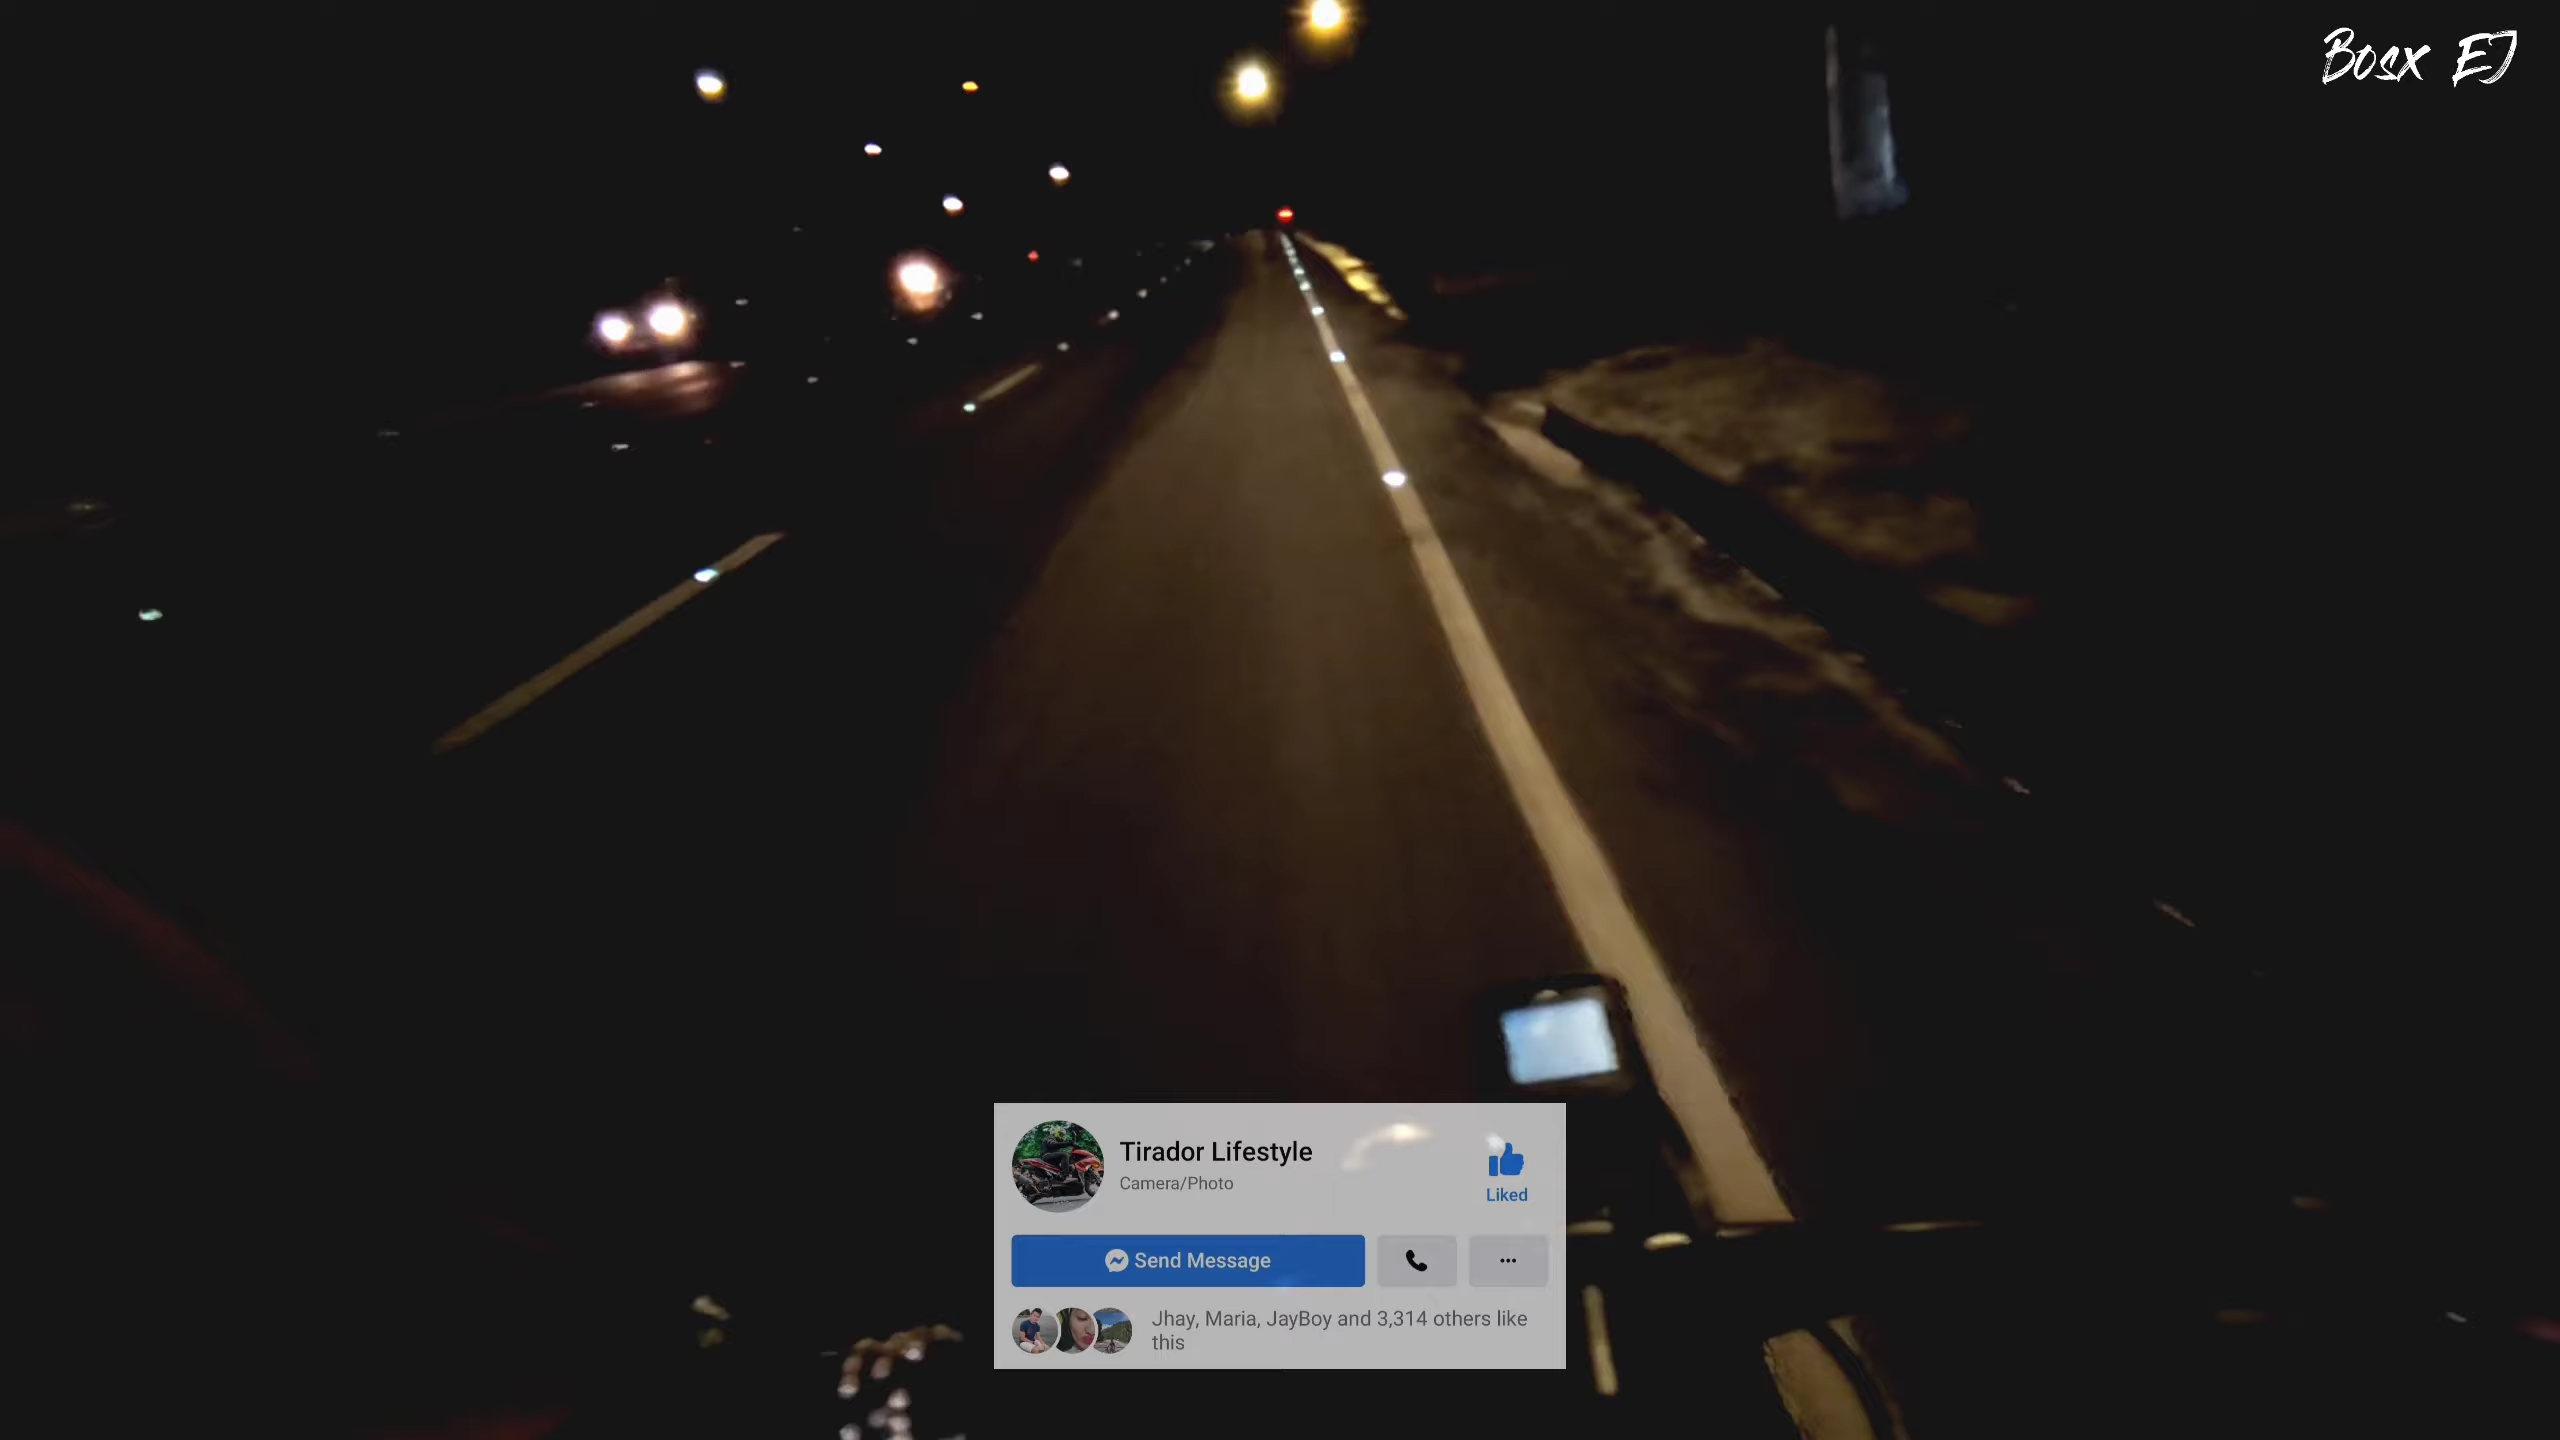 Bosx EJ
Tirador Lifestyle
Camera/Photo
Liked
Send Message
Jhay, Maria, JayBoy and 3,314 others like
this